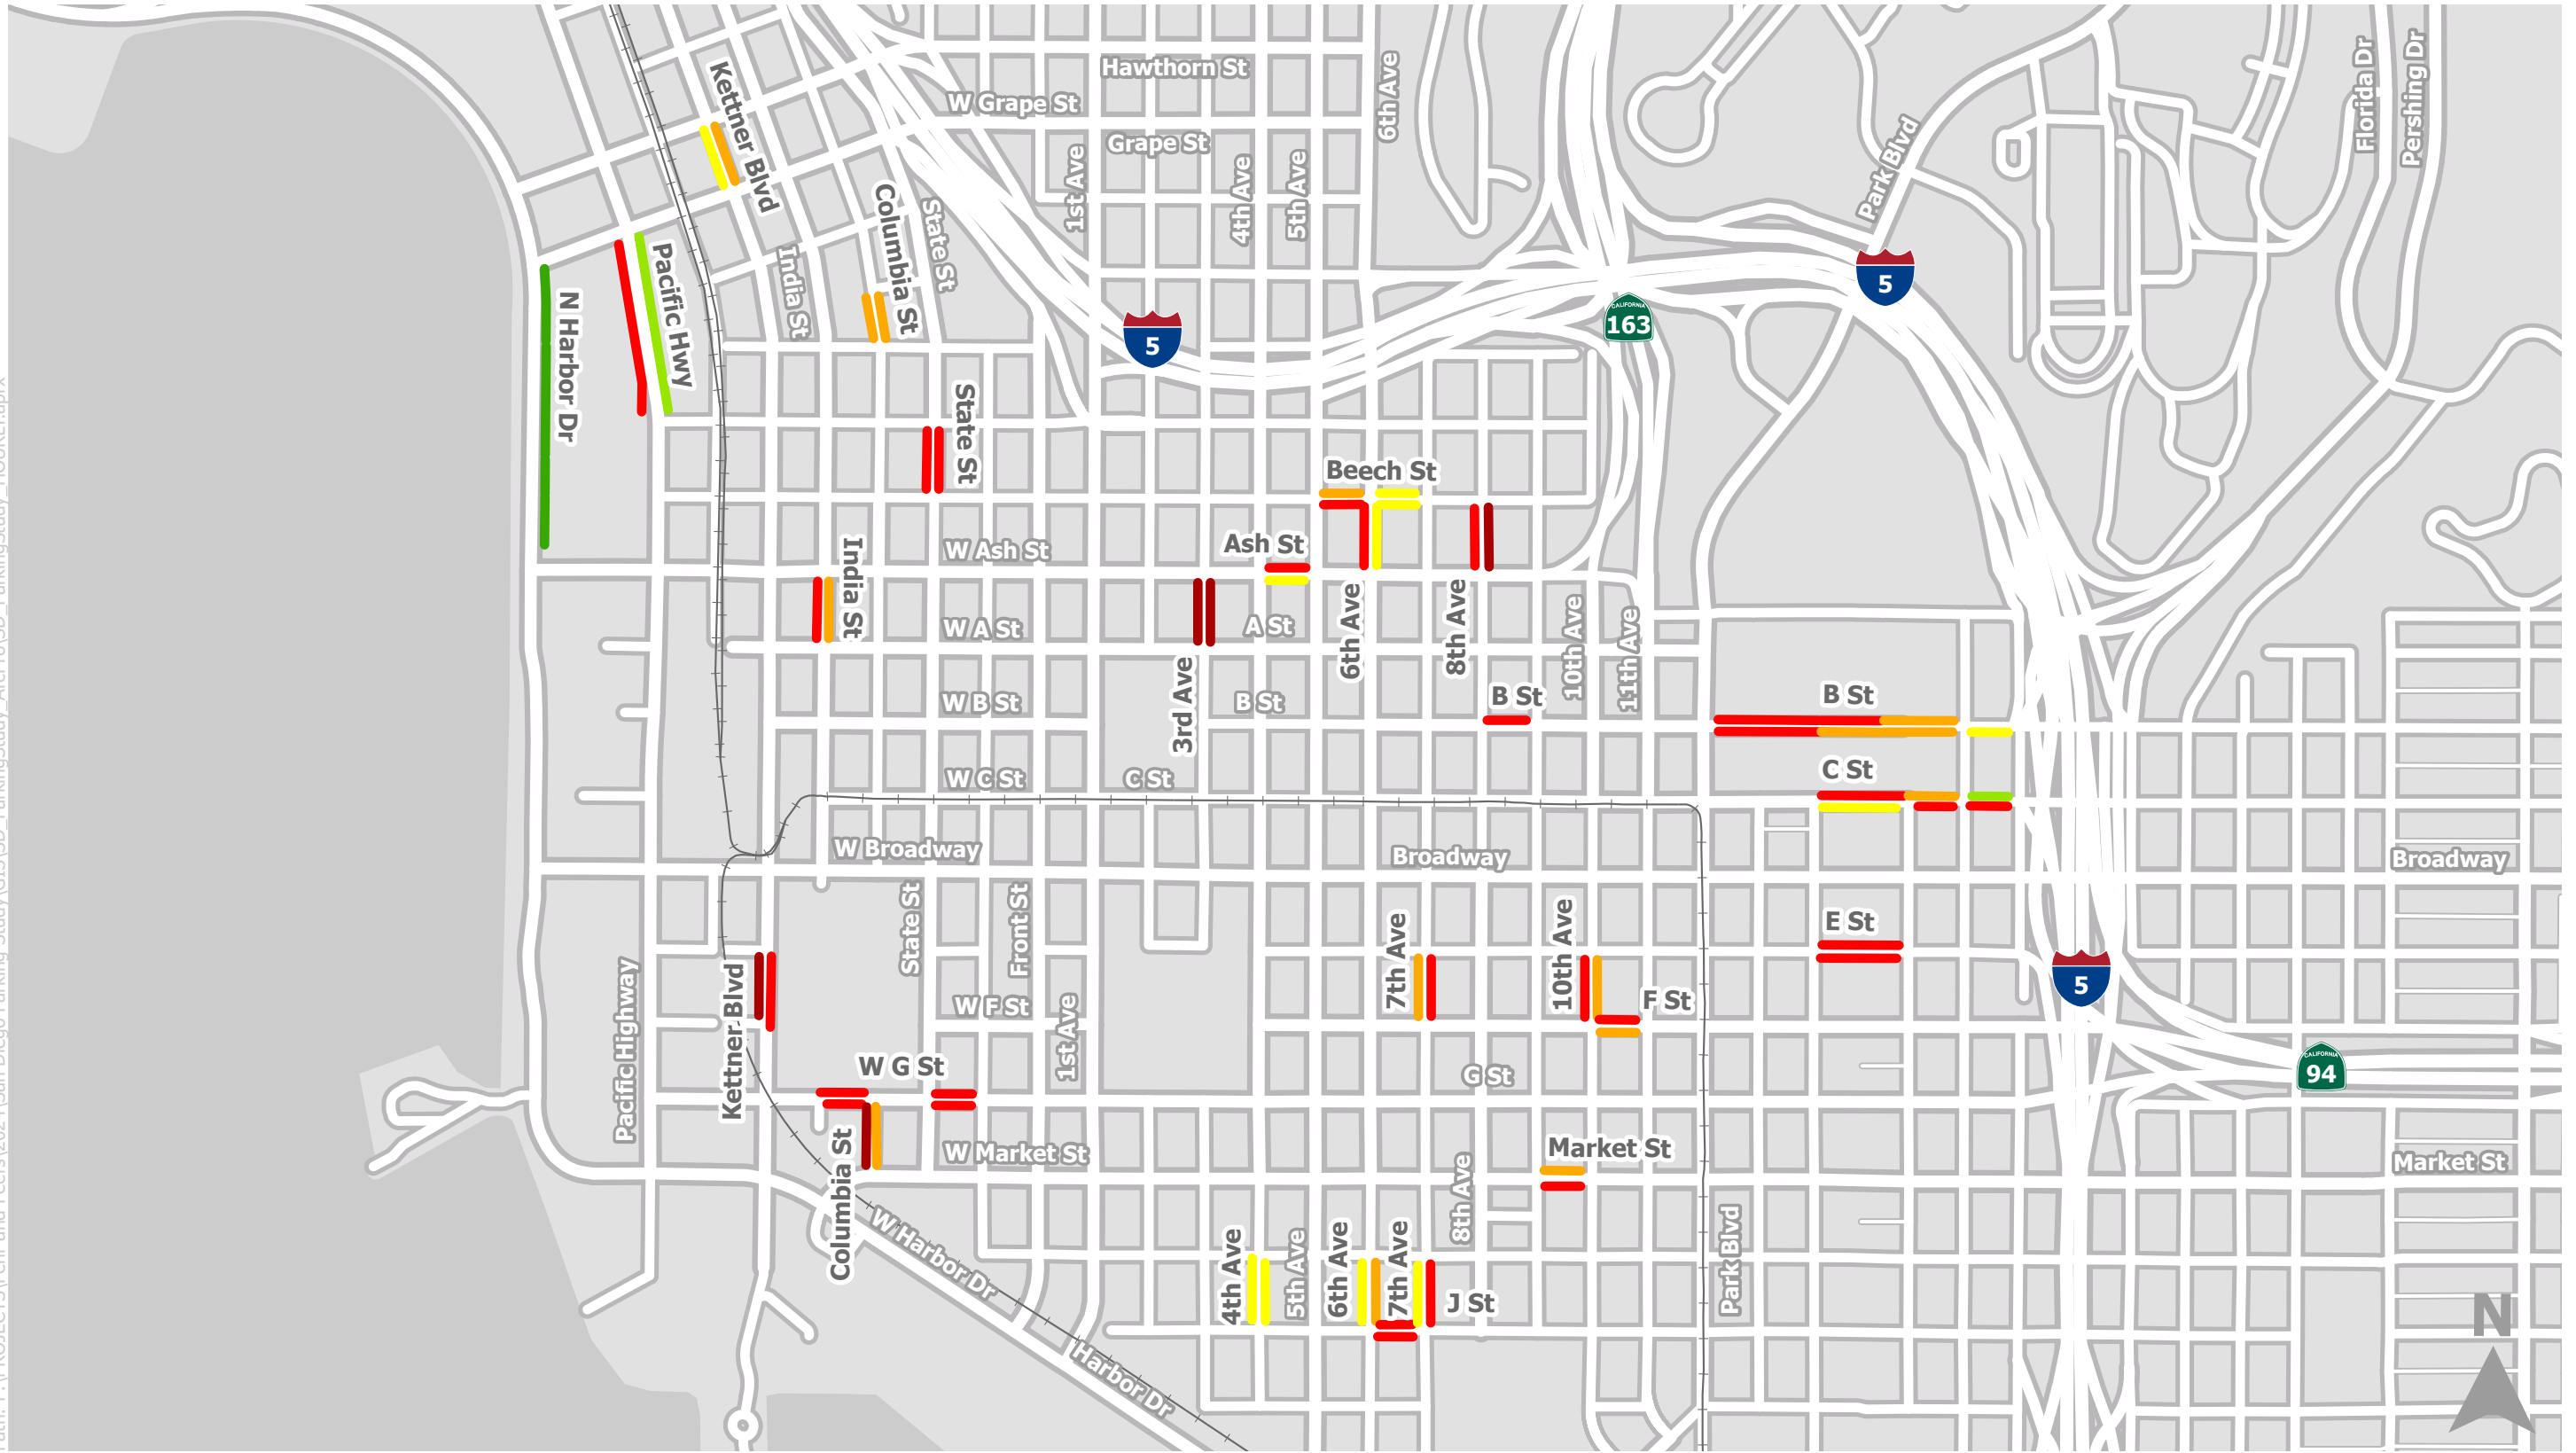 Hawthorn St
W Grape St
Grape St
Kettner Blvd
6th Ave
1st Ave
4th Ave
5th Ave
Park Blvd
Florida Dr
Pershing Dr
Columbia St
State St
India St
Pacific Hwy
N Harbor Dr
5
CALIFORNIA
163
5
State St
Beech St
Ash St
W Ash St
India St
W A St
A St
6th Ave
8th Ave
10th Ave
11th Ave
3rd Ave
W B St
B St
B St
B St
W C St
C St
C St
W Broadway
Broadway
Broadway
State St
Front St
7th Ave
10th Ave
E St
F St
5
Pacific Highway
Kettner Blvd
W F St
1st Ave
W G St
G St
CALIFORNIA
94
Columbia St
W Market St
Market St
Market St
8th Ave
W Harbor Dr
Harbor Dr
4th Ave
5th Ave
6th Ave
7th Ave
J St
Park Blvd
N